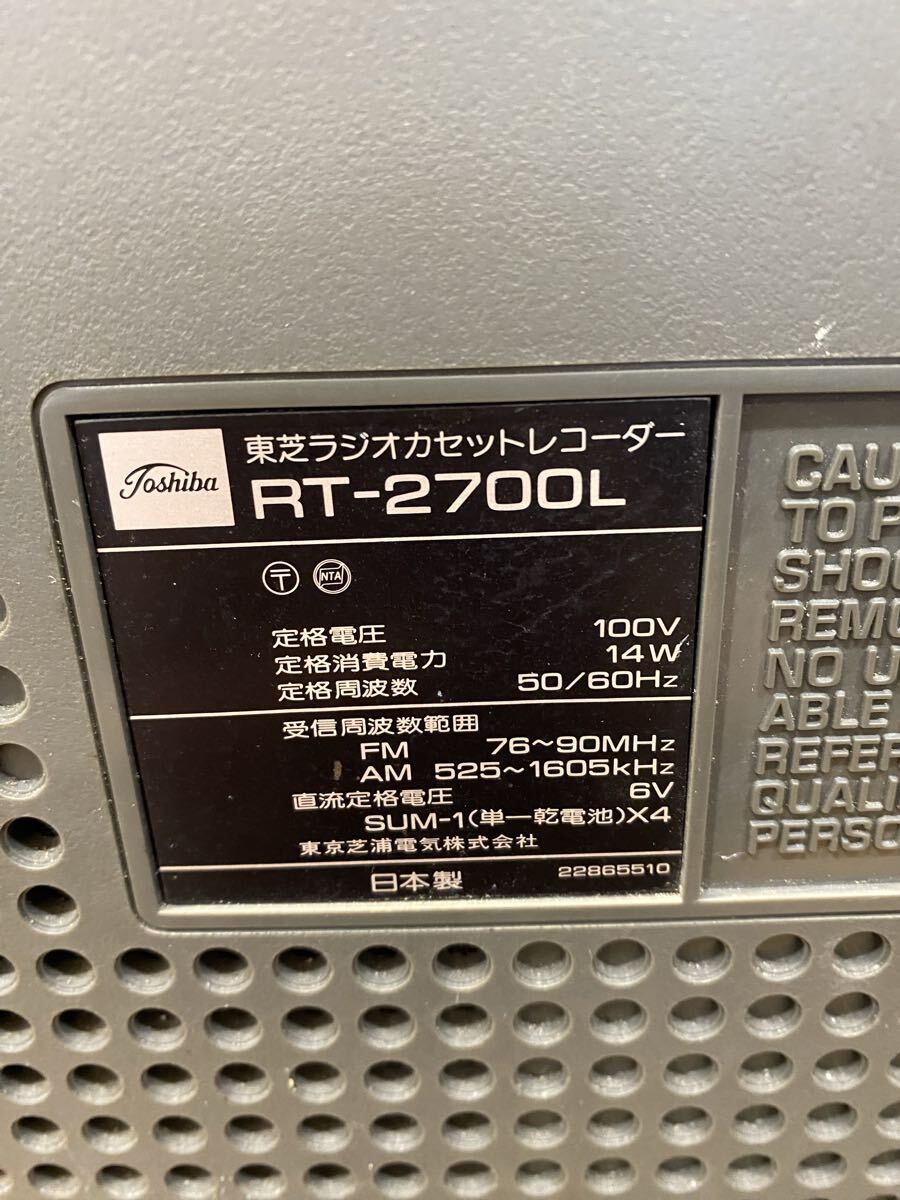 Toshiba
東芝ラジオカセットレコーダー
RT-2700L
〒 NTA
定格電圧 100V
定格消費電力 14W
定格周波数 50/60Hz
受信周波数範囲
FM 76~90MHz
AM 525~1605kHz
直流定格電圧 6V
SUM-1(単一乾電池)X4
東京芝浦電気株式会社
日本製 22865510
CAU
TO P
SHOC
REMO
NO U
ABLE
REFER
QUALI
PERSO